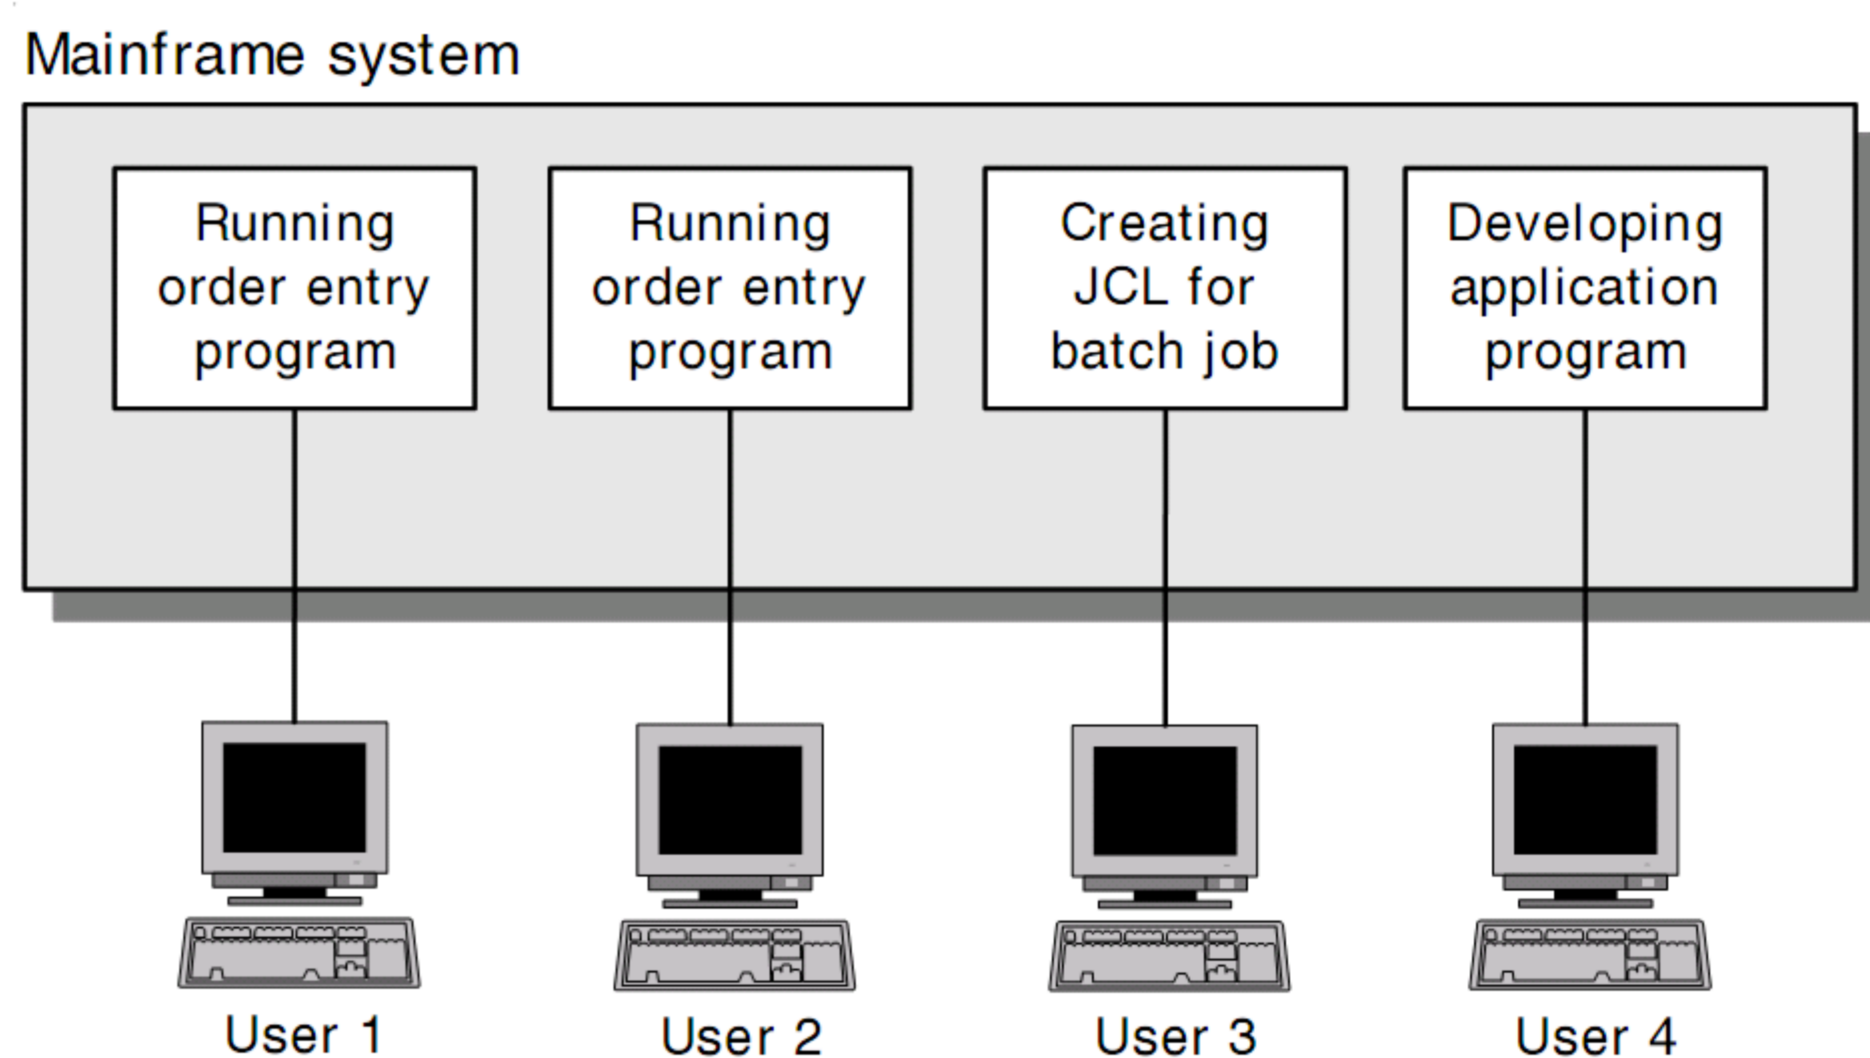 Mainframe system
Running
order entry
program
Running
order entry
program
Creating
JCL for
batch job
Developing
application
program
User 1
User 2
User 3
User 4